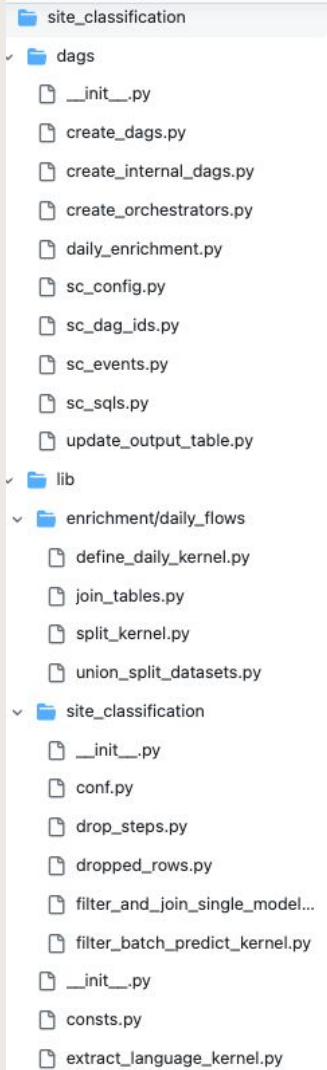 site_classification
dags
__init__.py
create_dags.py
create_internal_dags.py
create_orchestrators.py
daily_enrichment.py
sc_config.py
sc_dag_ids.py
sc_events.py
sc_sqls.py
update_output_table.py
lib
enrichment/daily_flows
define_daily_kernel.py
join_tables.py
split_kernel.py
union_split_datasets.py
site_classification
__init__.py
conf.py
drop_steps.py
dropped_rows.py
filter_and_join_single_model...
filter_batch_predict_kernel.py
__init__.py
consts.py
extract_language_kernel.py